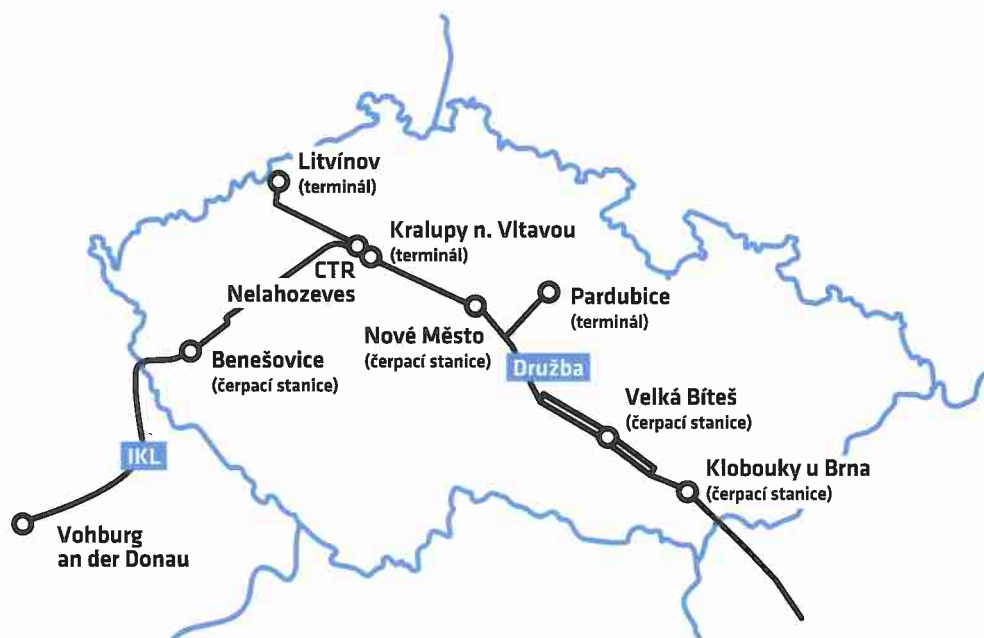 Litvínov
(terminál)
Kralupy n. Vltavou
(terminál)
CTR
Nelahozeves
Pardubice
(terminál)
Nové Město
(čerpací stanice)
Benešovice
(čerpací stanice)
Družba
Velká Bíteš
(čerpací stanice)
IKL
Klobouky u Brna
(čerpací stanice)
Vohburg
an der Donau